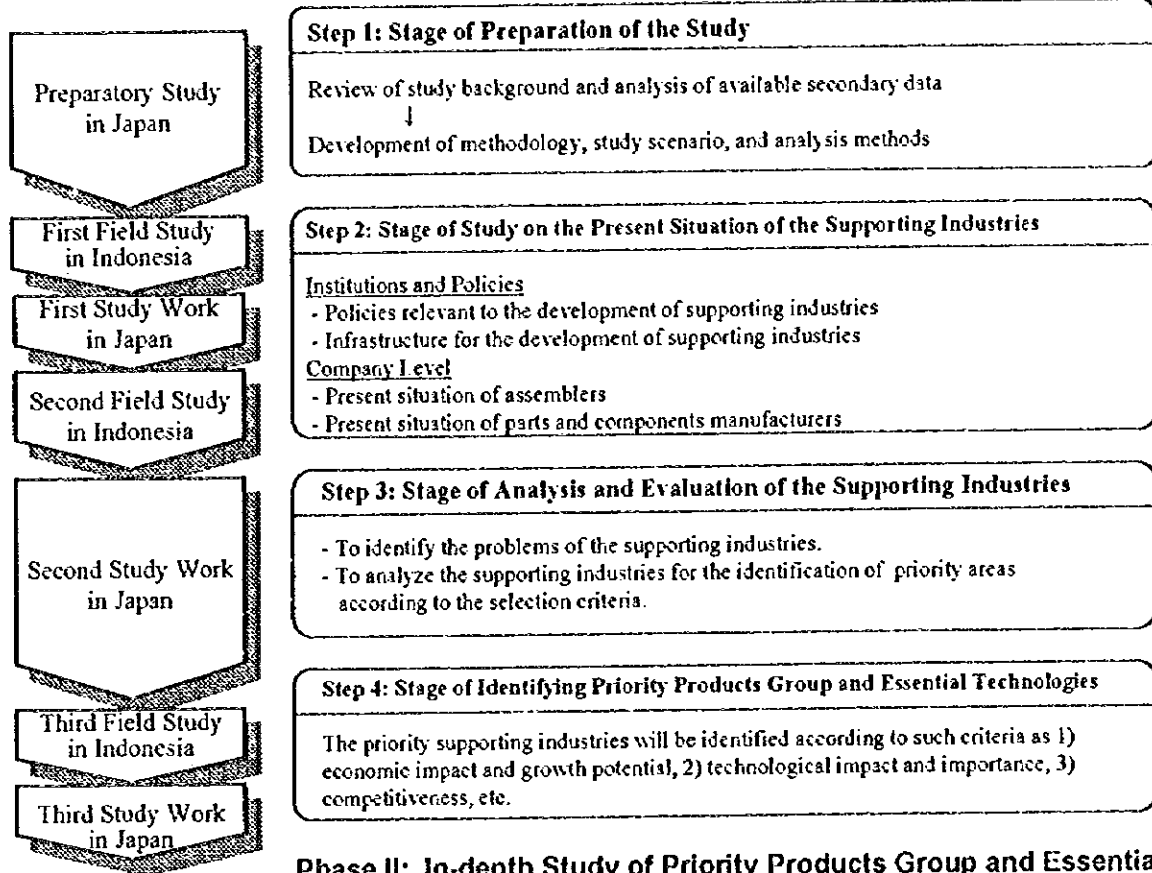 Preparatory Study
in Japan
First Field Study
in Indonesia
First Study Work
in Japan
Second Field Study
in Indonesia
Second Study Work
in Japan
Third Field Study
in Indonesia
Third Study Work
in Japan
Step 1: Stage of Preparation of the Study
Review of study background and analysis of available secondary data
↓
Development of methodology, study scenario, and analysis methods
Step 2: Stage of Study on the Present Situation of the Supporting Industries
Institutions and Policies
- Policies relevant to the development of supporting industries
- Infrastructure for the development of supporting industries
Company Level
- Present situation of assemblers
- Present situation of parts and components manufacturers
Step 3: Stage of Analysis and Evaluation of the Supporting Industries
- To identify the problems of the supporting industries.
- To analyze the supporting industries for the identification of priority areas
according to the selection criteria.
Step 4: Stage of Identifying Priority Products Group and Essential Technologies
The priority supporting industries will be identified according to such criteria as 1)
economic impact and growth potential, 2) technological impact and importance, 3)
competitiveness, etc.
Phase II: In-depth Study of Priority Products Group and Essentia